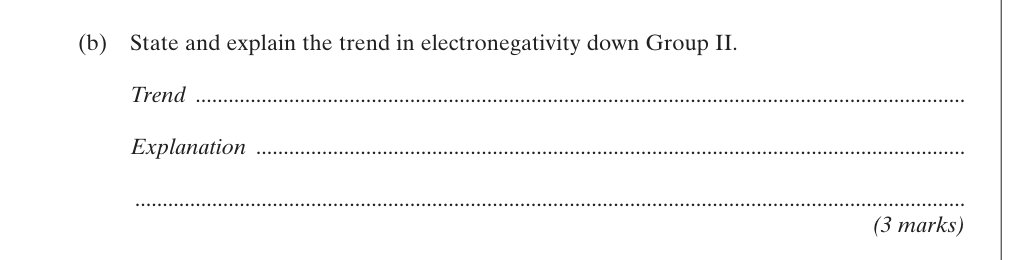 (b) State and explain the trend in electronegativity down Group II.
Trend ..........................................................................................................................................
Explanation ................................................................................................................................
......................................................................................................................................................
(3 marks)